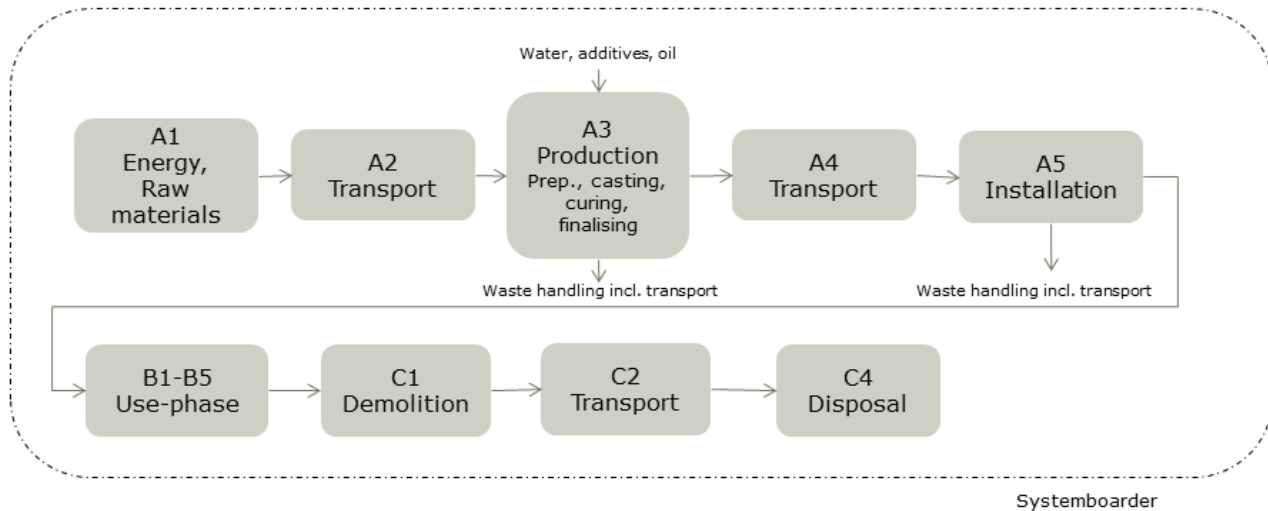 Water, additives, oil
A1
Energy,
Raw
materials
A2
Transport
A3
Production
Prep., casting,
curing,
finalising
A4
Transport
A5
Installation
Waste handling incl. transport
Waste handling incl. transport
B1-B5
Use-phase
C1
Demolition
C2
Transport
C4
Disposal
Systemboarder